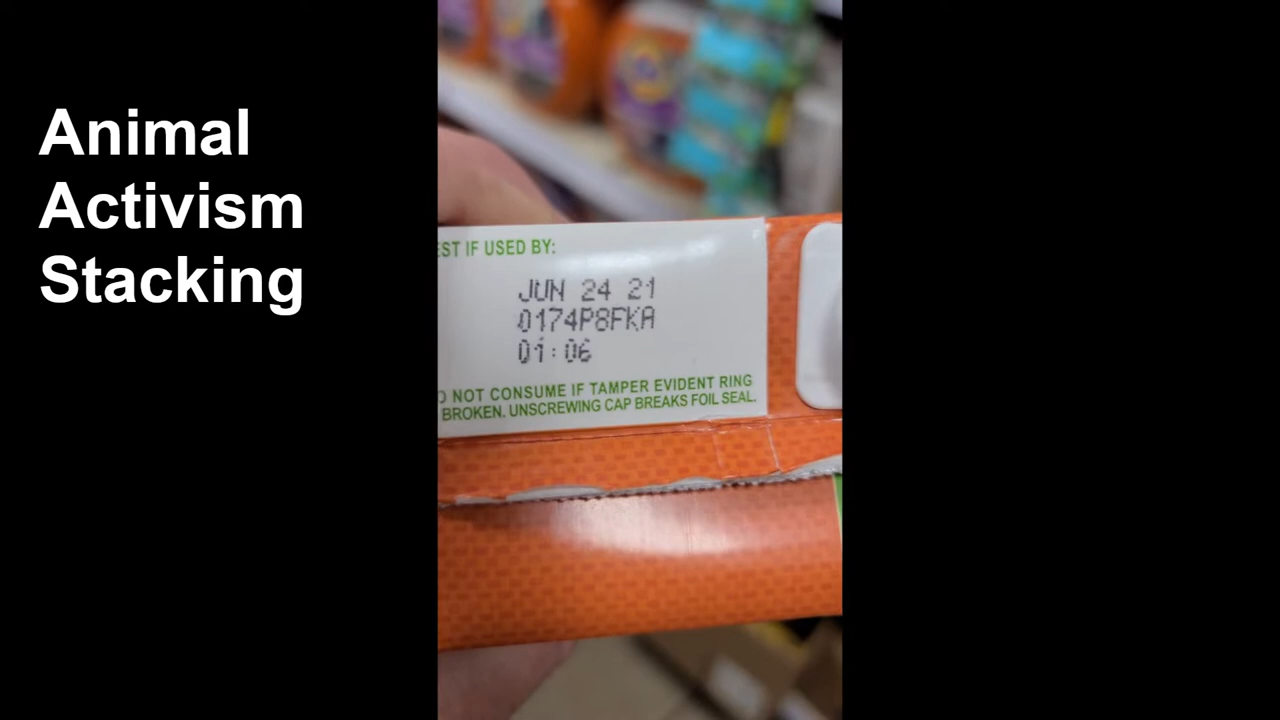 Animal
Activism
Stacking
EST IF USED BY:
JUN 24 21
0174P8FKA
01:06
O NOT CONSUME IF TAMPER EVIDENT RING
BROKEN. UNSCREWING CAP BREAKS FOIL SEAL.